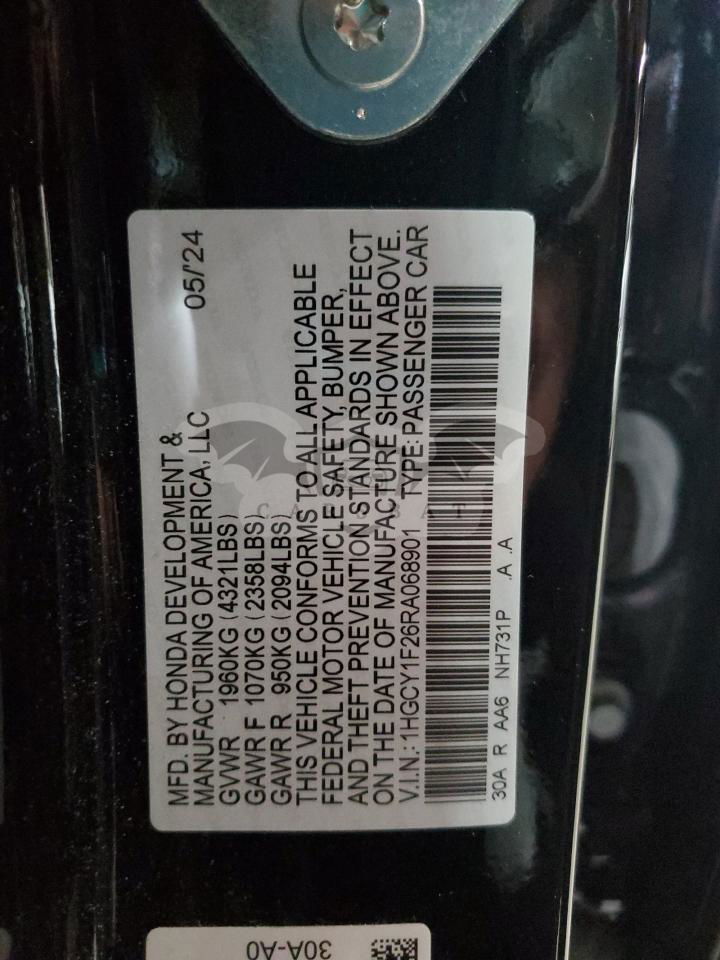 MFD. BY HONDA DEVELOPMENT &
MANUFACTURING OF AMERICA, LLC 05/'24
GVWR 1960KG (4321LBS)
GAWR F 1070KG (2358LBS)
GAWR R 950KG (2094LBS)
THIS VEHICLE CONFORMS TO ALL APPLICABLE
FEDERAL MOTOR VEHICLE SAFETY, BUMPER,
AND THEFT PREVENTION STANDARDS IN EFFECT
ON THE DATE OF MANUFACTURE SHOWN ABOVE.
V.I.N.: 1HGCY1F26RA068901 TYPE: PASSENGER CAR
30A R AA6 NH731P .A .A
30A-A0